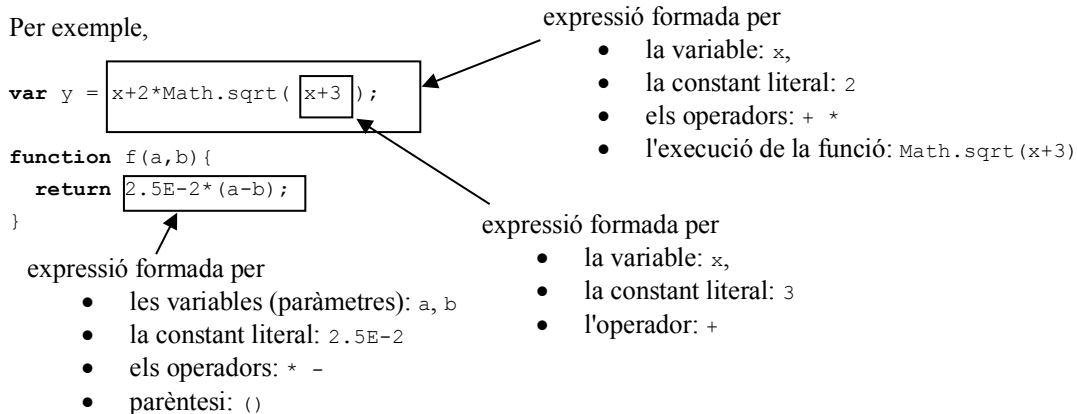 Per exemple,
var y = x+2*Math.sqrt( x+3 );
function f(a,b){
return 2.5E-2*(a-b);
}
expressió formada per
• la variable: x,
• la constant literal: 2
• els operadors: + *
• l'execució de la funció: Math.sqrt(x+3)
expressió formada per
• la variable: x,
• la constant literal: 3
• l'operador: +
expressió formada per
• les variables (paràmetres): a, b
• la constant literal: 2.5E-2
• els operadors: * -
• parèntesi: ()